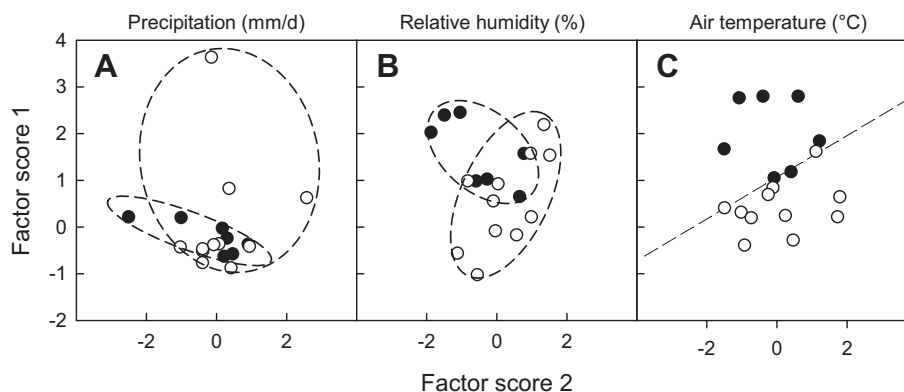 Precipitation (mm/d) Relative humidity (%) Air temperature (°C)
A B C
4
3
2
1
0
-1
-2
Factor score 1
-2 0 2 -2 0 2 -2 0 2
Factor score 2